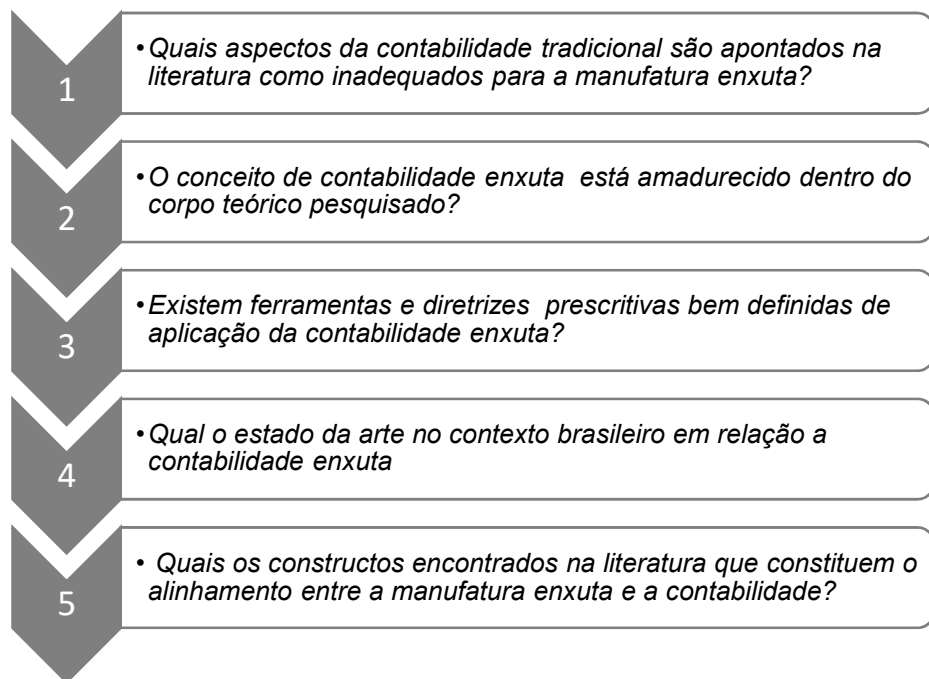 1
•Quais aspectos da contabilidade tradicional são apontados na
literatura como inadequados para a manufatura enxuta?
2
•O conceito de contabilidade enxuta está amadurecido dentro do
corpo teórico pesquisado?
3
•Existem ferramentas e diretrizes prescritivas bem definidas de
aplicação da contabilidade enxuta?
4
•Qual o estado da arte no contexto brasileiro em relação a
contabilidade enxuta
5
• Quais os constructos encontrados na literatura que constituem o
alinhamento entre a manufatura enxuta e a contabilidade?